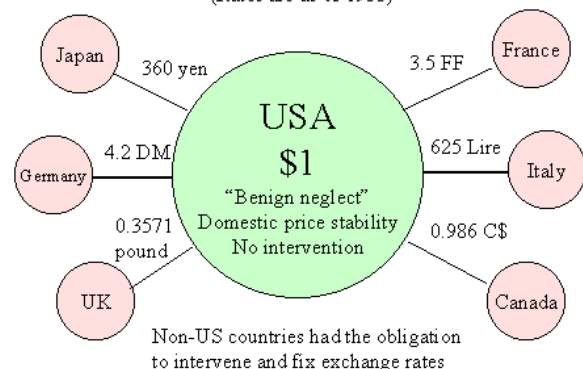 Japan
360 yen
3.5 FF
France
USA
$1
4.2 DM
625 Lire
Germany
Italy
"Benign neglect"
Domestic price stability
No intervention
0.3571
pound
0.986 C$
UK
Canada
Non-US countries had the obligation
to intervene and fix exchange rates